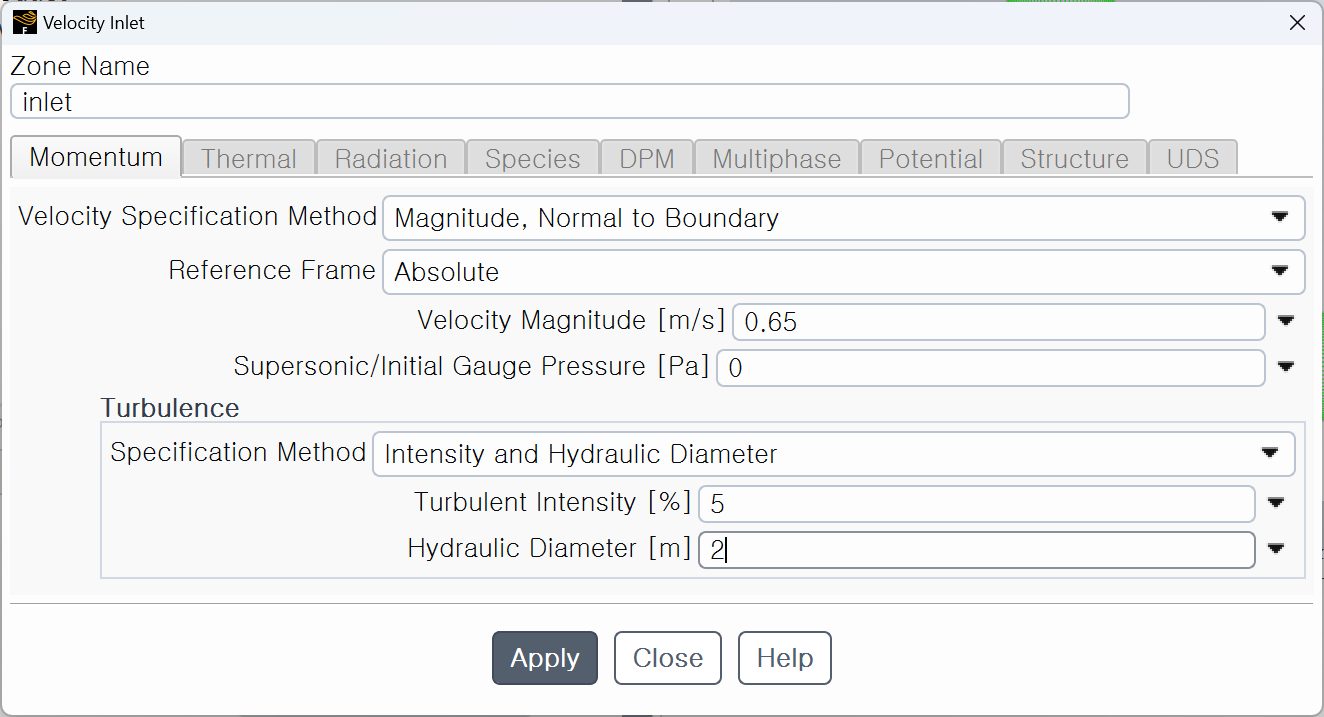 Velocity Inlet
Zone Name
inlet
Momentum Thermal Radiation Species DPM Multiphase Potential Structure UDS
Velocity Specification Method Magnitude, Normal to Boundary
Reference Frame Absolute
Velocity Magnitude [m/s] 0.65
Supersonic/Initial Gauge Pressure [Pa] 0
Turbulence
Specification Method Intensity and Hydraulic Diameter
Turbulent Intensity [%] 5
Hydraulic Diameter [m] 2
Apply Close Help